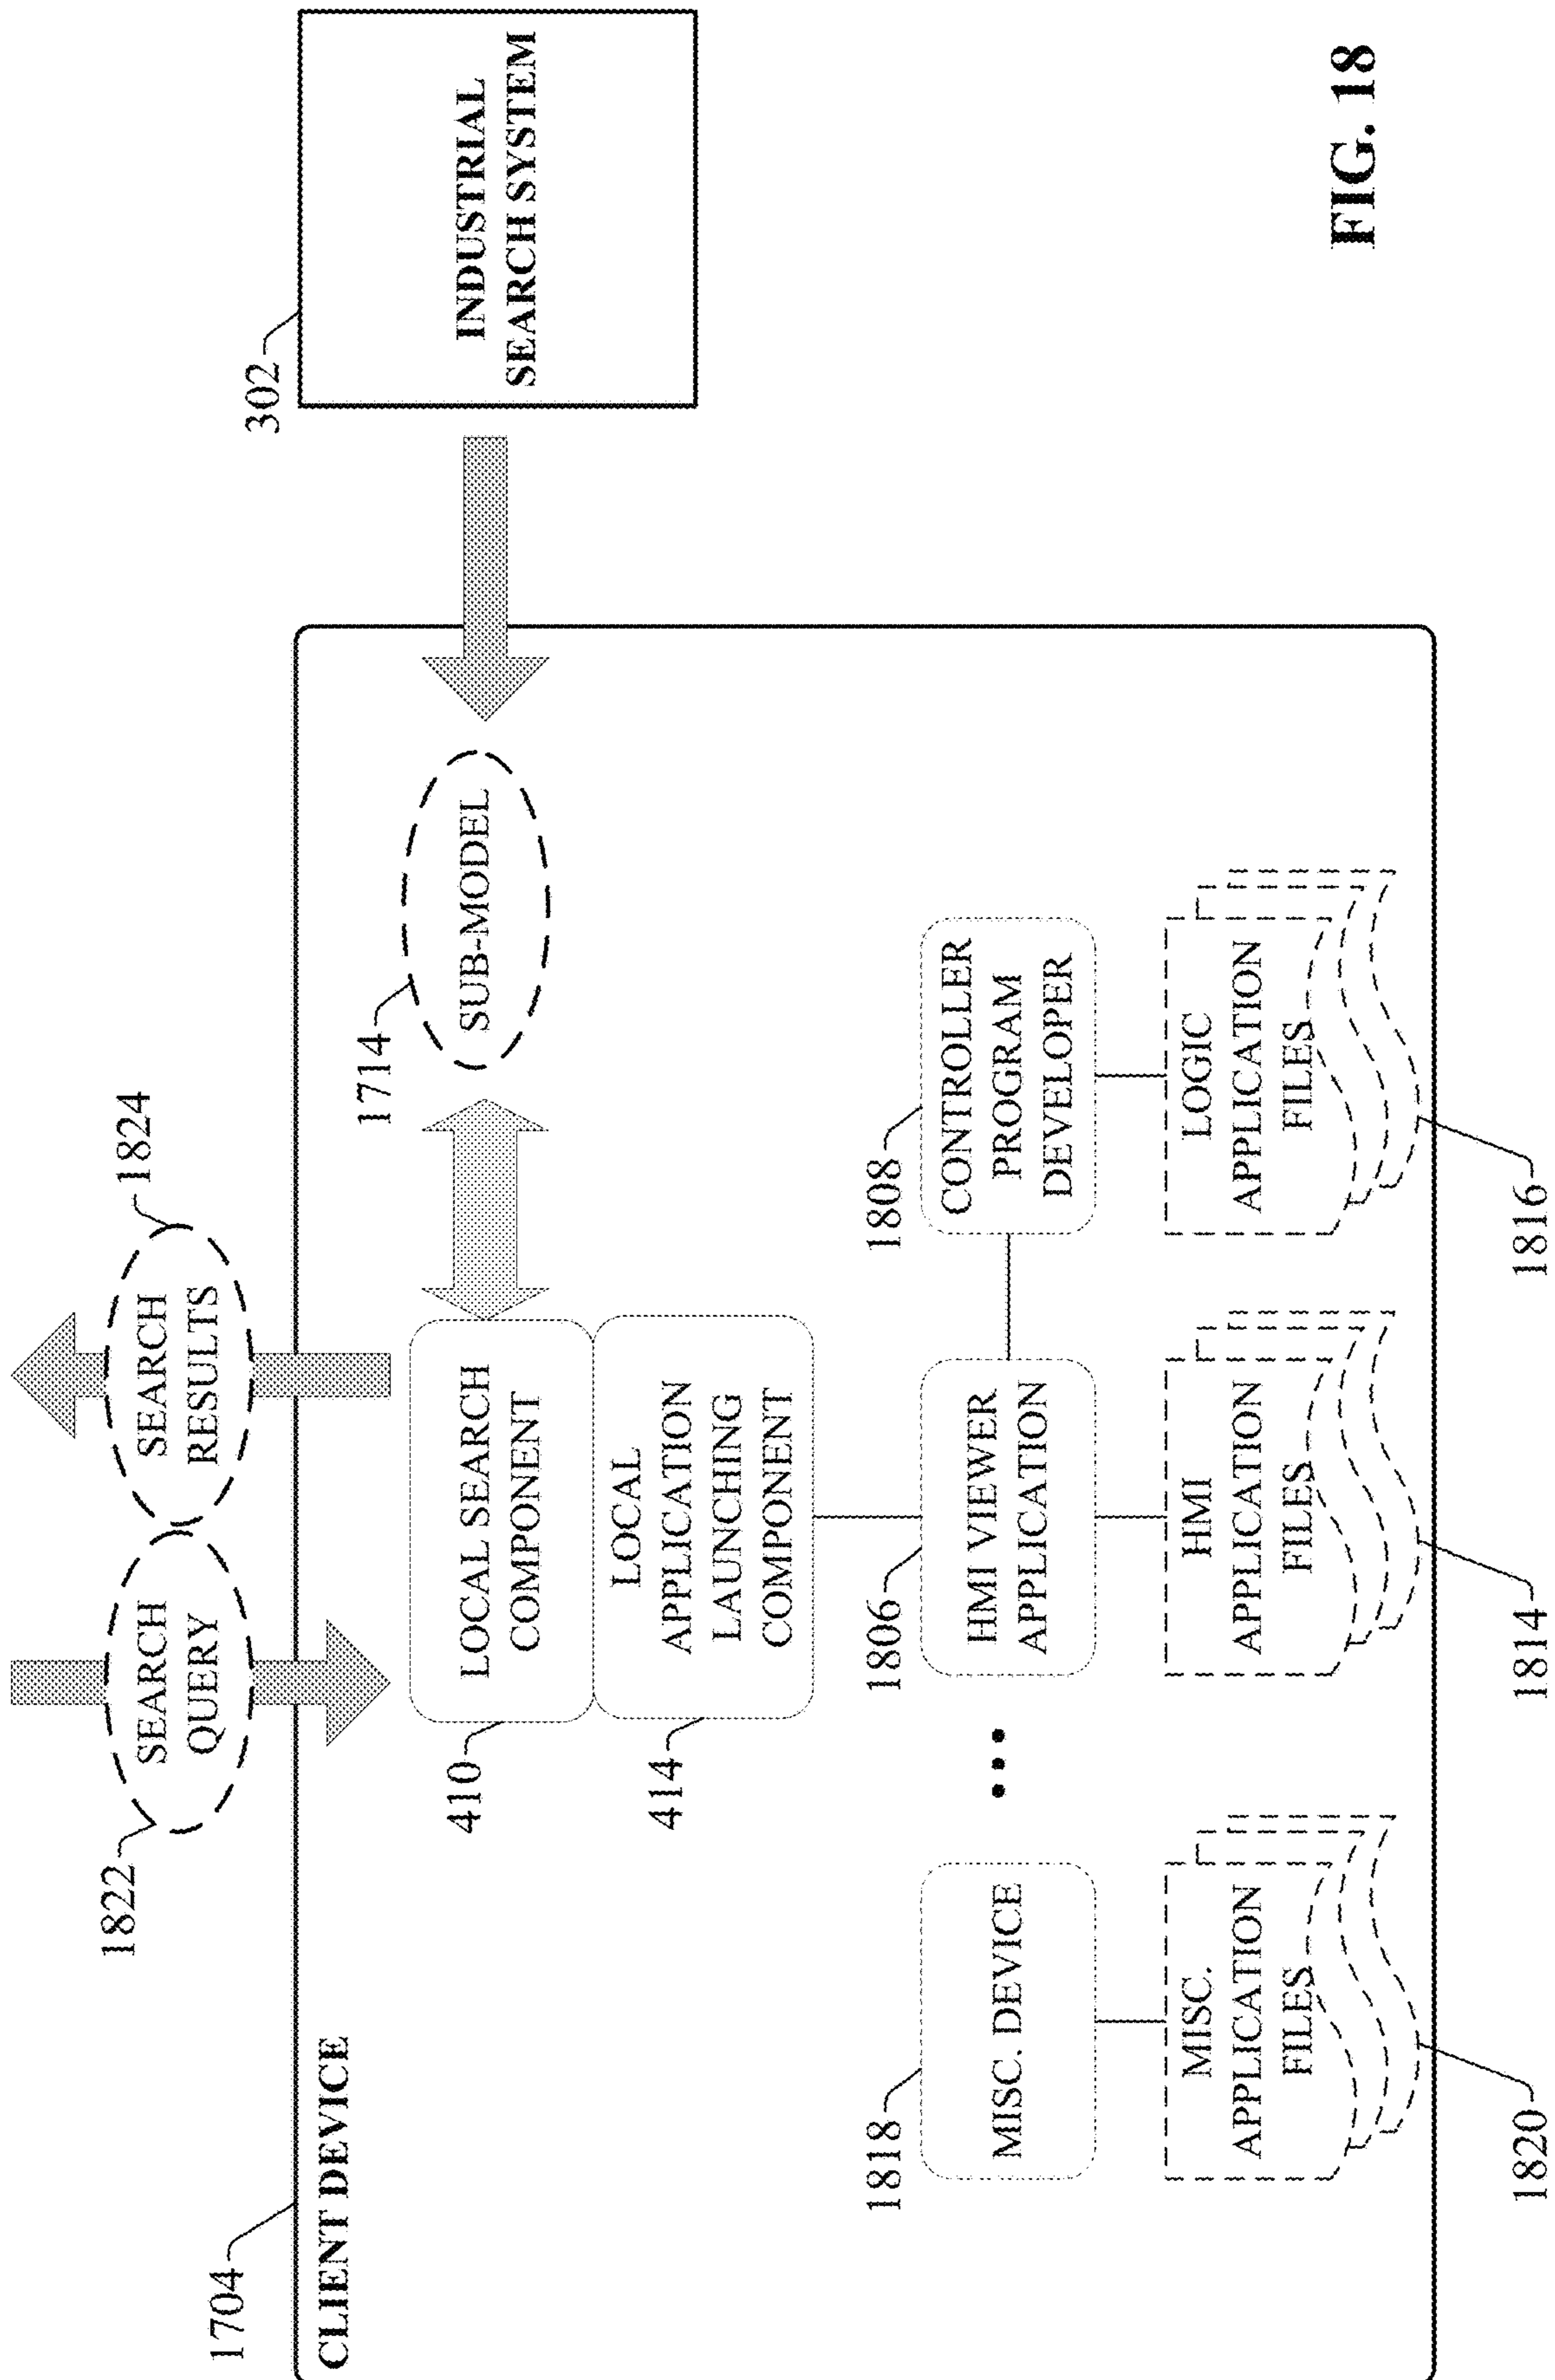 1822
SEARCH
QUERY
SEARCH
RESULTS
1824
1704
CLIENT DEVICE
302
INDUSTRIAL
SEARCH SYSTEM
410
LOCAL SEARCH
COMPONENT
1714
SUB-MODEL
414
LOCAL
APPLICATION
LAUNCHING
COMPONENT
1818
MISC. DEVICE
...
1806
HMI VIEWER
APPLICATION
1808
CONTROLLER
PROGRAM
DEVELOPER
MISC.
APPLICATION
FILES
HMI
APPLICATION
FILES
LOGIC
APPLICATION
FILES
1820
1814
1816
FIG. 18